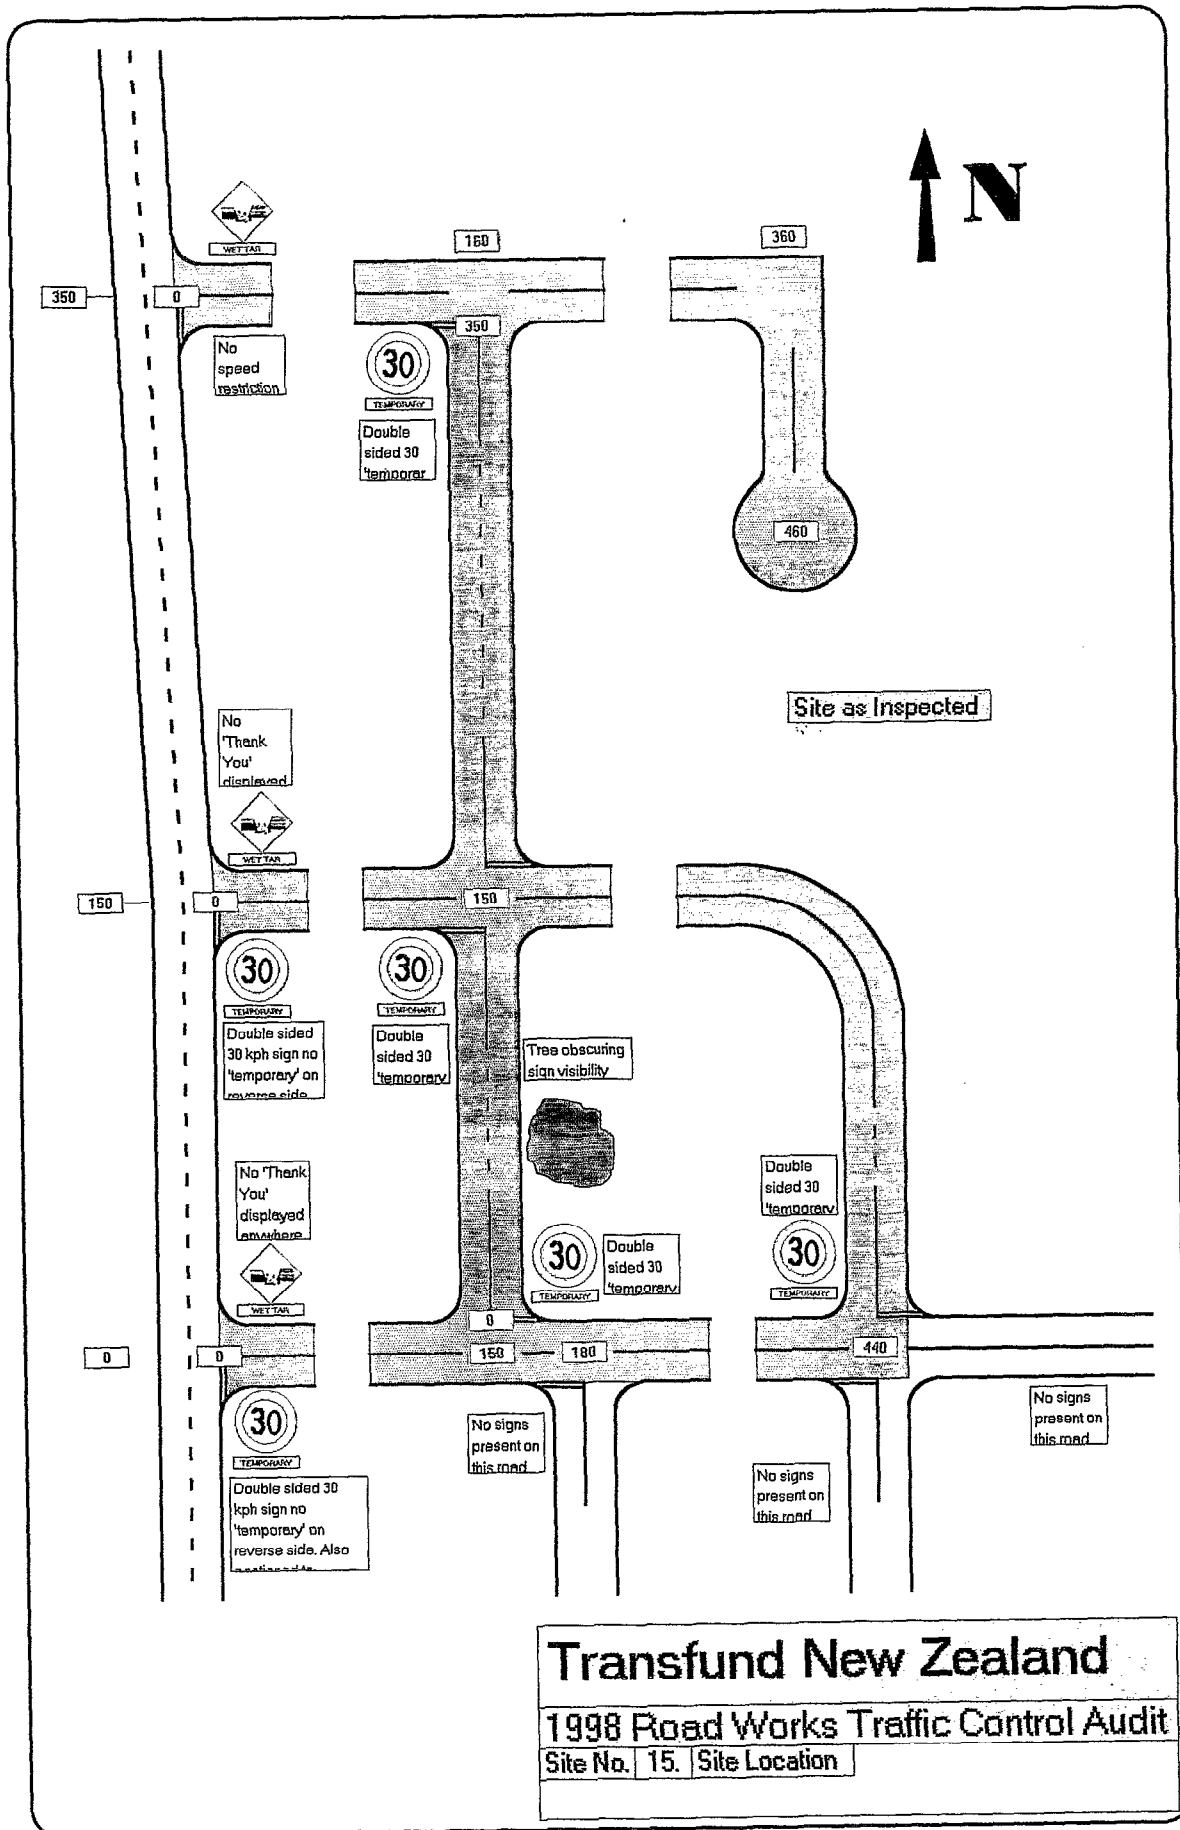 N
WET TAR
160
360
350
0
350
No
speed
restriction
30
TEMPORARY
Double
sided 30
'temporar
460
Site as Inspected
No
'Thank
You'
displayed
WET TAR
150
0
150
30
TEMPORARY
Double sided
30 kph sign no
'temporary' on
reverse side
30
TEMPORARY
Double
sided 30
'temporary
Tree obscuring
sign visibility
No 'Thank
You'
displayed
anywhere
WET TAR
Double
sided 30
'temporary
30
TEMPORARY
30
TEMPORARY
Double
sided 30
'temporary
0
0
0
150
180
440
30
TEMPORARY
Double sided 30
kph sign no
'temporary' on
reverse side. Also
No signs
present on
this road
No signs
present on
this road
No signs
present on
this road
Transfund New Zealand
1998 Road Works Traffic Control Audit
Site No. 15. Site Location